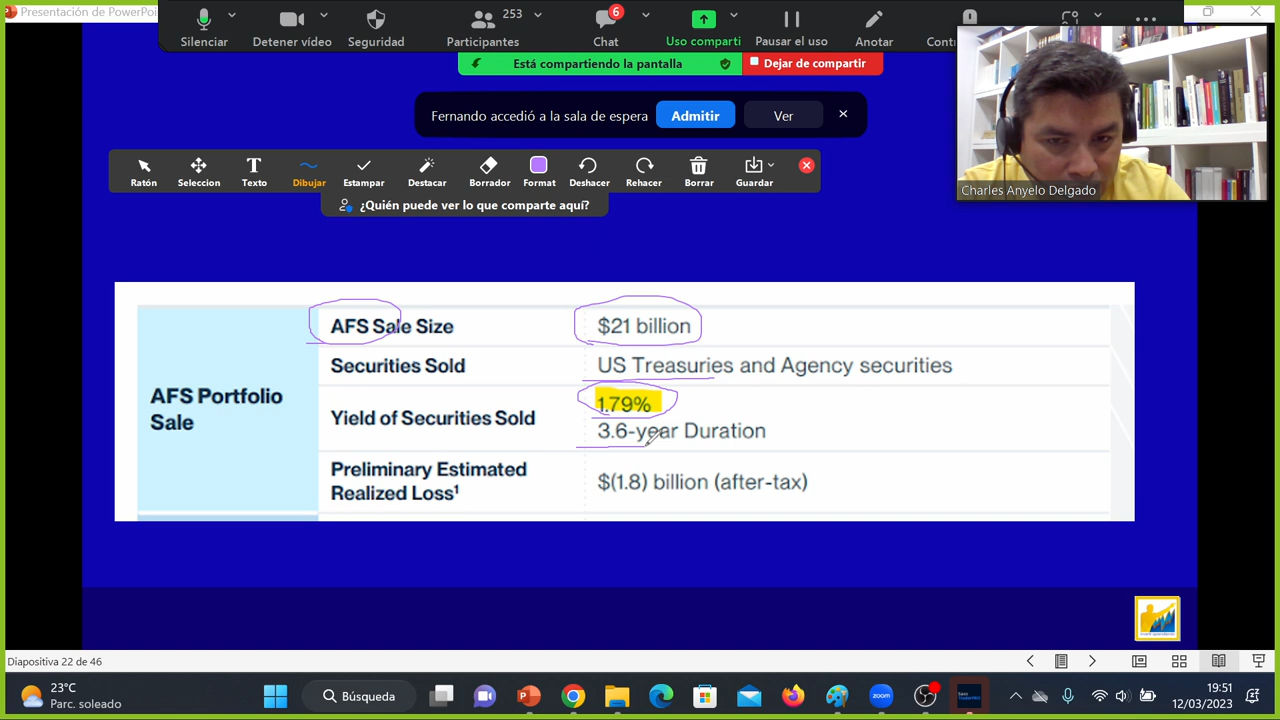 Presentación de PowerPoi
Silenciar
Detener vídeo
Seguridad
253
Participantes
6
Chat
Uso comparti
Pausar el uso
Anotar
Está compartiendo la pantalla
Dejar de compartir
Fernando accedió a la sala de espera
Admitir
Ver
Charles Anyelo Delgado
Ratón
Seleccion
Texto
Dibujar
Estampar
Destacar
Borrador
Format
Deshacer
Rehacer
Borrar
Guardar
¿Quién puede ver lo que comparte aquí?
AFS Portfolio
Sale
AFS Sale Size
$21 billion
Securities Sold
US Treasuries and Agency securities
Yield of Securities Sold
1.79%
3.6-year Duration
Preliminary Estimated
Realized Loss¹
$(1.8) billion (after-tax)
Diapositiva 22 de 46
23°C
Parc. soleado
Búsqueda
zoom
19:51
12/03/2023